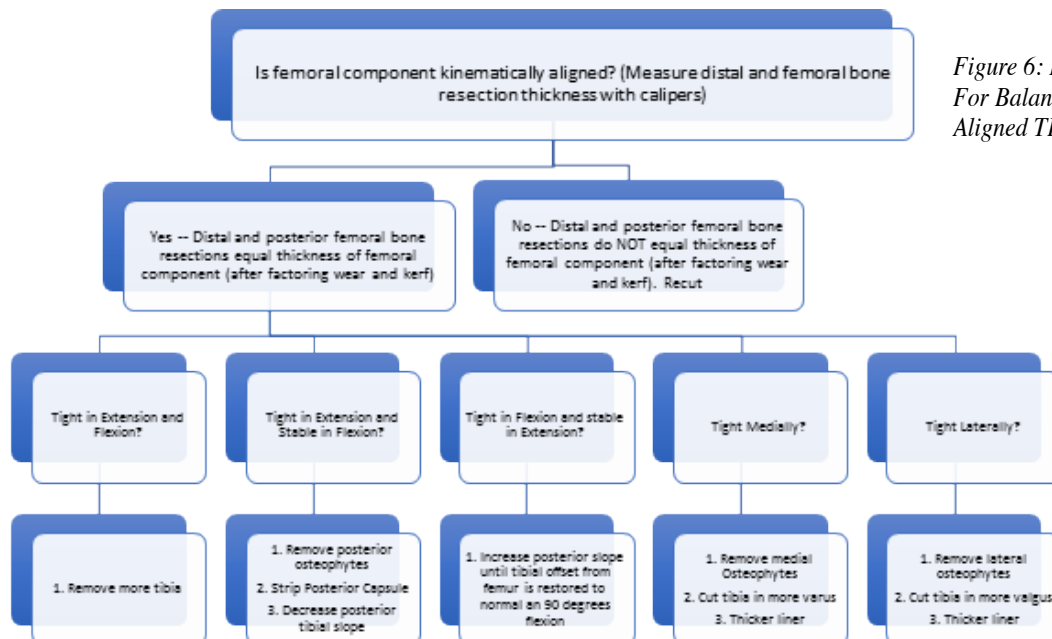 Is femoral component kinematically aligned? (Measure distal and femoral bone
resection thickness with calipers)
Figure 6:
For Balan
Aligned
Yes -- Distal and posterior femoral bone
resections equal thickness of femoral
component (after factoring wear and kerf)
No -- Distal and posterior femoral bone
resections do NOT equal thickness of
femoral component (after factoring wear
and kerf). Recut
Tight in Extension and
Flexion?
Tight in Extension and
Stable in Flexion?
Tight in Flexion and stable
in Extension?
Tight Medially?
Tight Laterally?
1. Remove more tibia
1. Remove posterior
osteophytes
2. Strip Posterior Capsule
3. Decrease posterior
tibial slope
1. Increase posterior slope
until tibial offset from
femur is restored to
normal an 90 degrees
flexion
1. Remove medial
Osteophytes
2. Cut tibia in more varus
3. Thicker liner
1. Remove lateral
osteophytes
2. Cut tibia in more valgus
3. Thicker liner